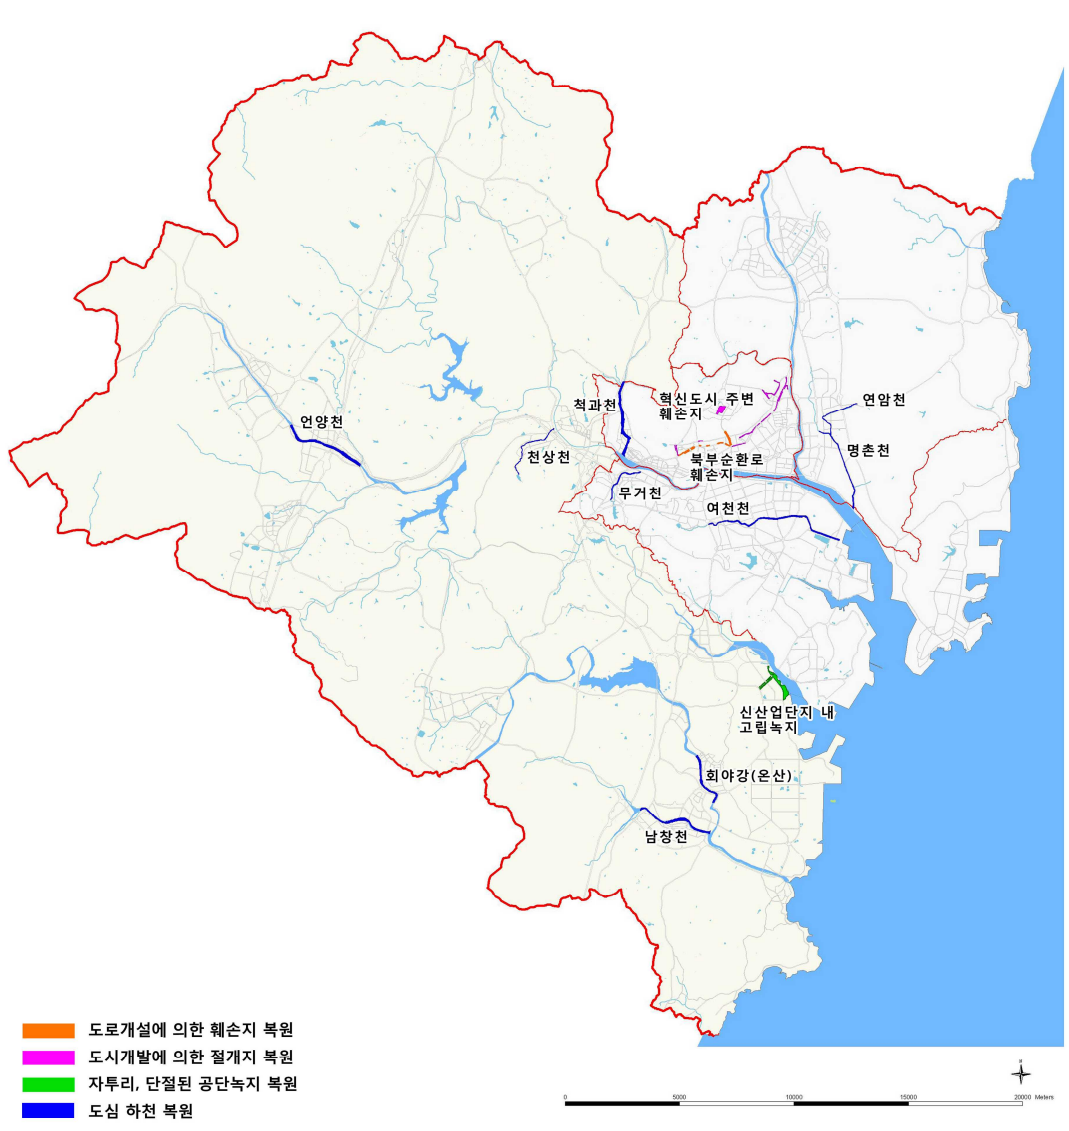 척과천
혁신도시 주변
훼손지
연암천
언양천
천상천
명촌천
북부순환로
훼손지
무거천
여천천
신산업단지 내
고립녹지
회야강(온산)
남창천
도로개설에 의한 훼손지 복원
도시개발에 의한 절개지 복원
자투리, 단절된 공단녹지 복원
도심 하천 복원
N
0 5000 10000 15000 20000 Meters